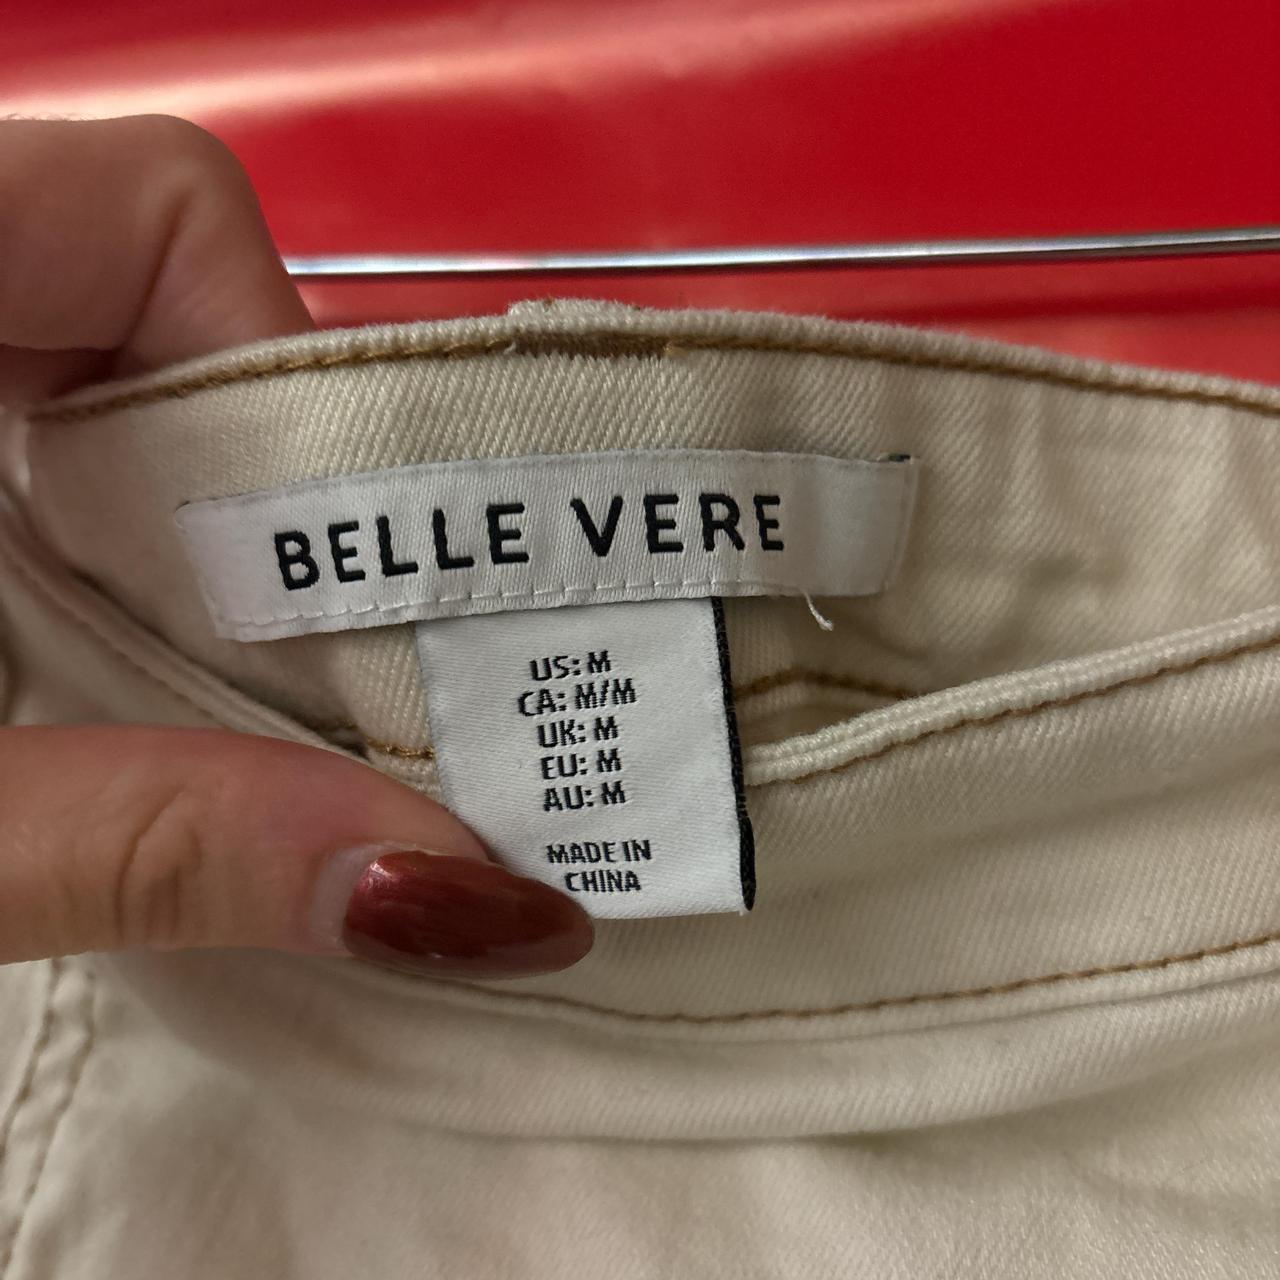 BELLE VERE
US: M
CA: M/M
UK: M
EU: M
AU: M
MADE IN
CHINA